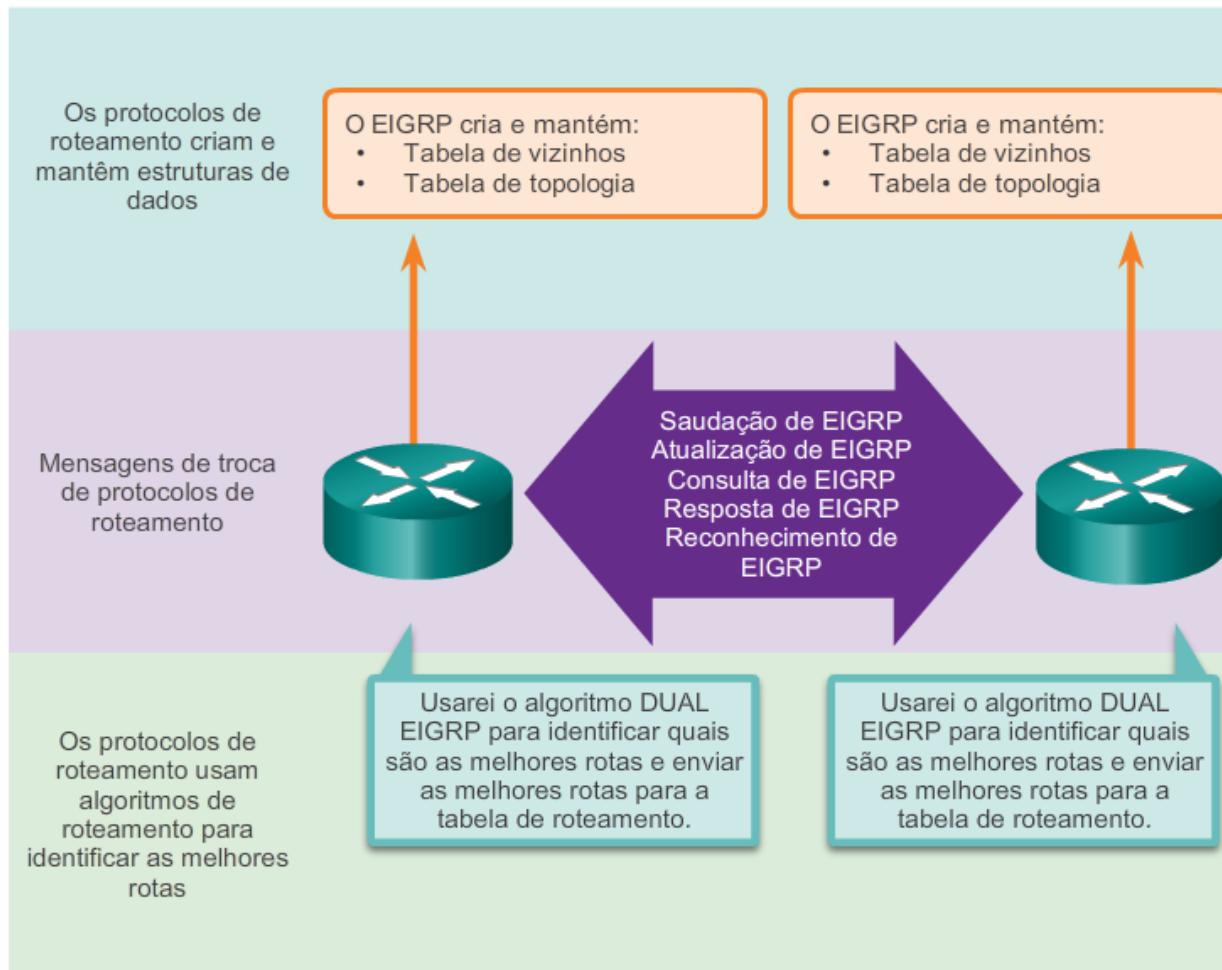 Os protocolos de
roteamento criam e
mantêm estruturas de
dados
O EIGRP cria e mantém:
• Tabela de vizinhos
• Tabela de topologia
O EIGRP cria e mantém:
• Tabela de vizinhos
• Tabela de topologia
Mensagens de troca
de protocolos de
roteamento
Saudação de EIGRP
Atualização de EIGRP
Consulta de EIGRP
Resposta de EIGRP
Reconhecimento de
EIGRP
Os protocolos de
roteamento usam
algoritmos de
roteamento para
identificar as melhores
rotas
Usarei o algoritmo DUAL
EIGRP para identificar quais
são as melhores rotas e enviar
as melhores rotas para a
tabela de roteamento.
Usarei o algoritmo DUAL
EIGRP para identificar quais
são as melhores rotas e enviar
as melhores rotas para a
tabela de roteamento.